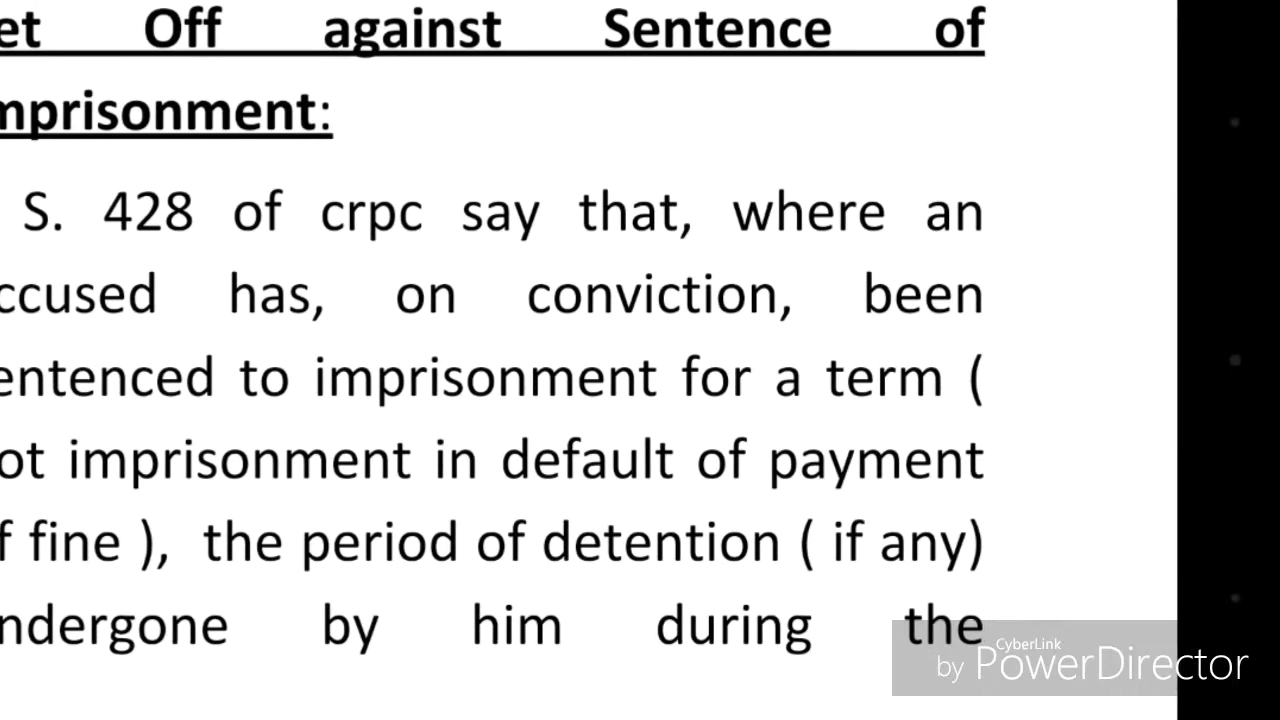 et Off against Sentence of
mprisonment:
S. 428 of crpc say that, where an
ccused has, on conviction, been
entenced to imprisonment for a term (
ot imprisonment in default of payment
f fine ), the period of detention ( if any)
ndergone by him during the
CyberLink
by PowerDirector